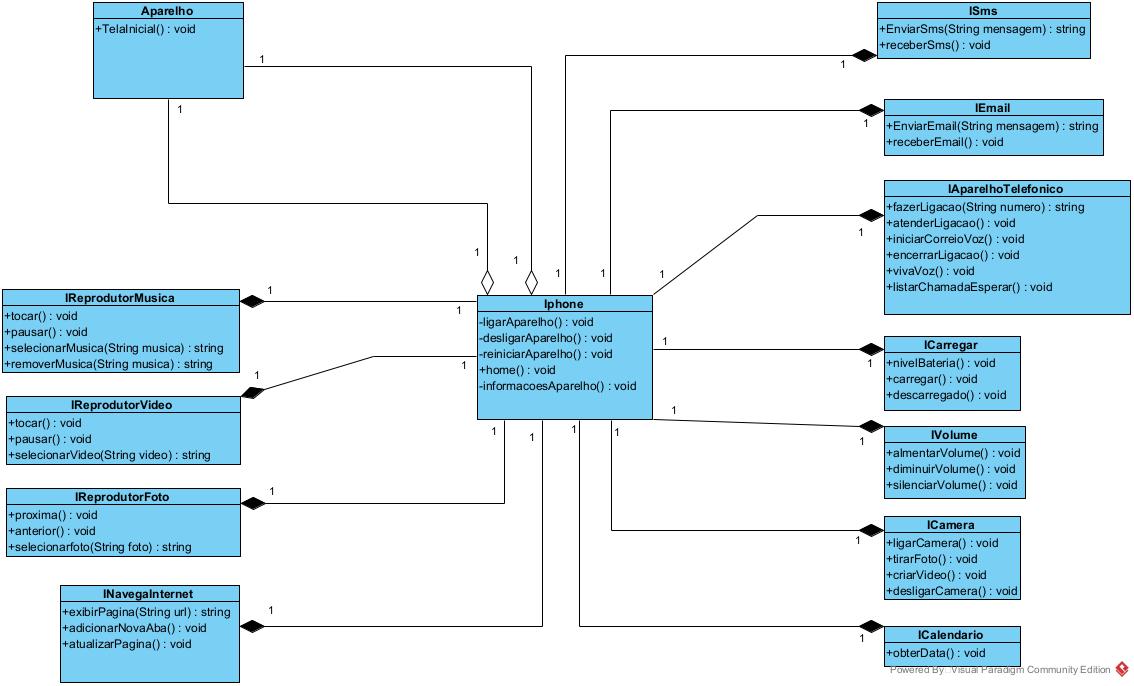 Aparelho
+TelaInicial() : void
1
1
1
1
ISms
+EnviarSms(String mensagem) : string
+receberSms() : void
1
1
IEmail
+EnviarEmail(String mensagem) : string
+receberEmail() : void
1
1
IAparelhoTelefonico
+fazerLigacao(String numero) : string
+atenderLigacao() : void
+iniciarCorreioVoz() : void
+encerrarLigacao() : void
+vivaVoz() : void
+listarChamadaEsperar() : void
1
1
IReprodutorMusica
+tocar() : void
+pausar() : void
+selecionarMusica(String musica) : string
+removerMusica(String musica) : string
1
1
Iphone
-ligarAparelho() : void
-desligarAparelho() : void
-reiniciarAparelho() : void
+home() : void
-informacoesAparelho() : void
ICarregar
+nivelBateria() : void
+carregar() : void
+descarregado() : void
1
1
IReprodutorVideo
+tocar() : void
+pausar() : void
+selecionarVideo(String video) : string
1
1
IVolume
+almentarVolume() : void
+diminuirVolume() : void
+silenciarVolume() : void
1
1
IReprodutorFoto
+proxima() : void
+anterior() : void
+selecionarfoto(String foto) : string
1
1
ICamera
+ligarCamera() : void
+tirarFoto() : void
+criarVideo() : void
+desligarCamera() : void
1
1
INavegaInternet
+exibirPagina(String url) : string
+adicionarNovaAba() : void
+atualizarPagina() : void
1
1
ICalendario
+obterData() : void
1
1
Powered By Visual Paradigm Community Edition